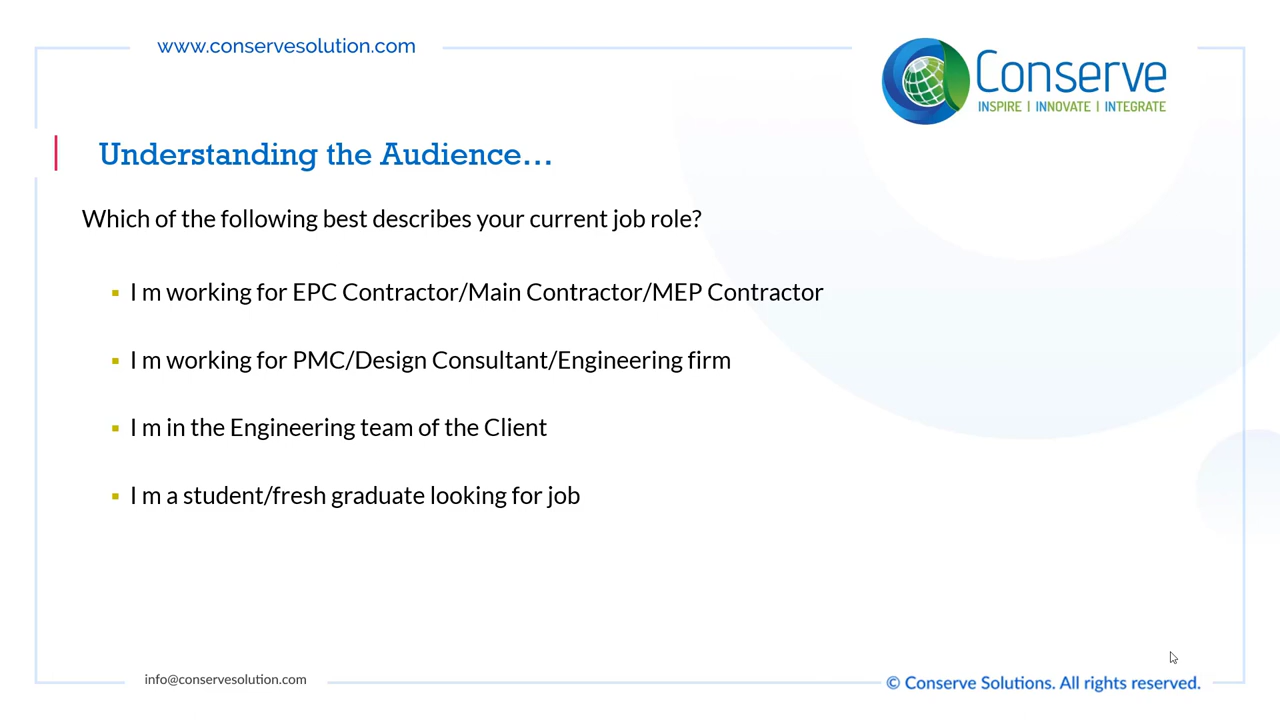 www.conservesolution.com
Conserve
INSPIRE | INNOVATE | INTEGRATE
Understanding the Audience...
Which of the following best describes your current job role?
▪ I m working for EPC Contractor/Main Contractor/MEP Contractor
▪ I m working for PMC/Design Consultant/Engineering firm
▪ I m in the Engineering team of the Client
▪ I m a student/fresh graduate looking for job
info@conservesolution.com
© Conserve Solutions. All rights reserved.